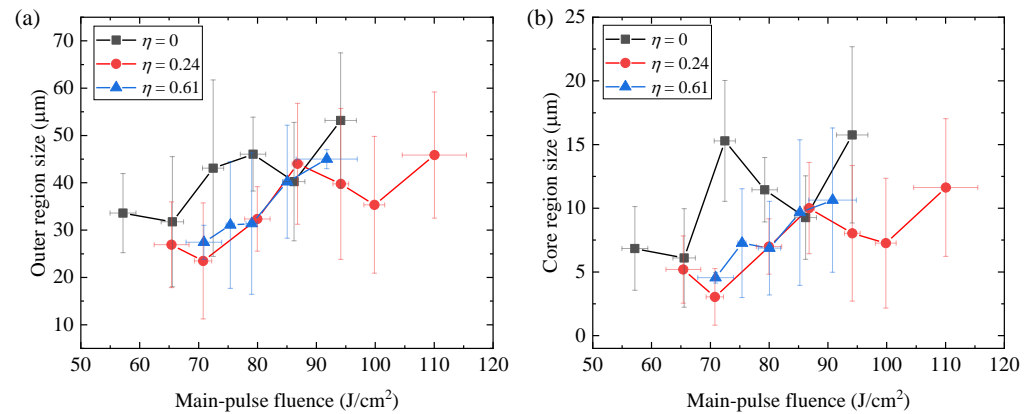 (a)
η = 0
η = 0.24
η = 0.61
Outer region size (μm)
70
60
50
40
30
20
10
50 60 70 80 90 100 110 120
Main-pulse fluence (J/cm²)
(b)
η = 0
η = 0.24
η = 0.61
Core region size (μm)
25
20
15
10
5
0
50 60 70 80 90 100 110 120
Main-pulse fluence (J/cm²)